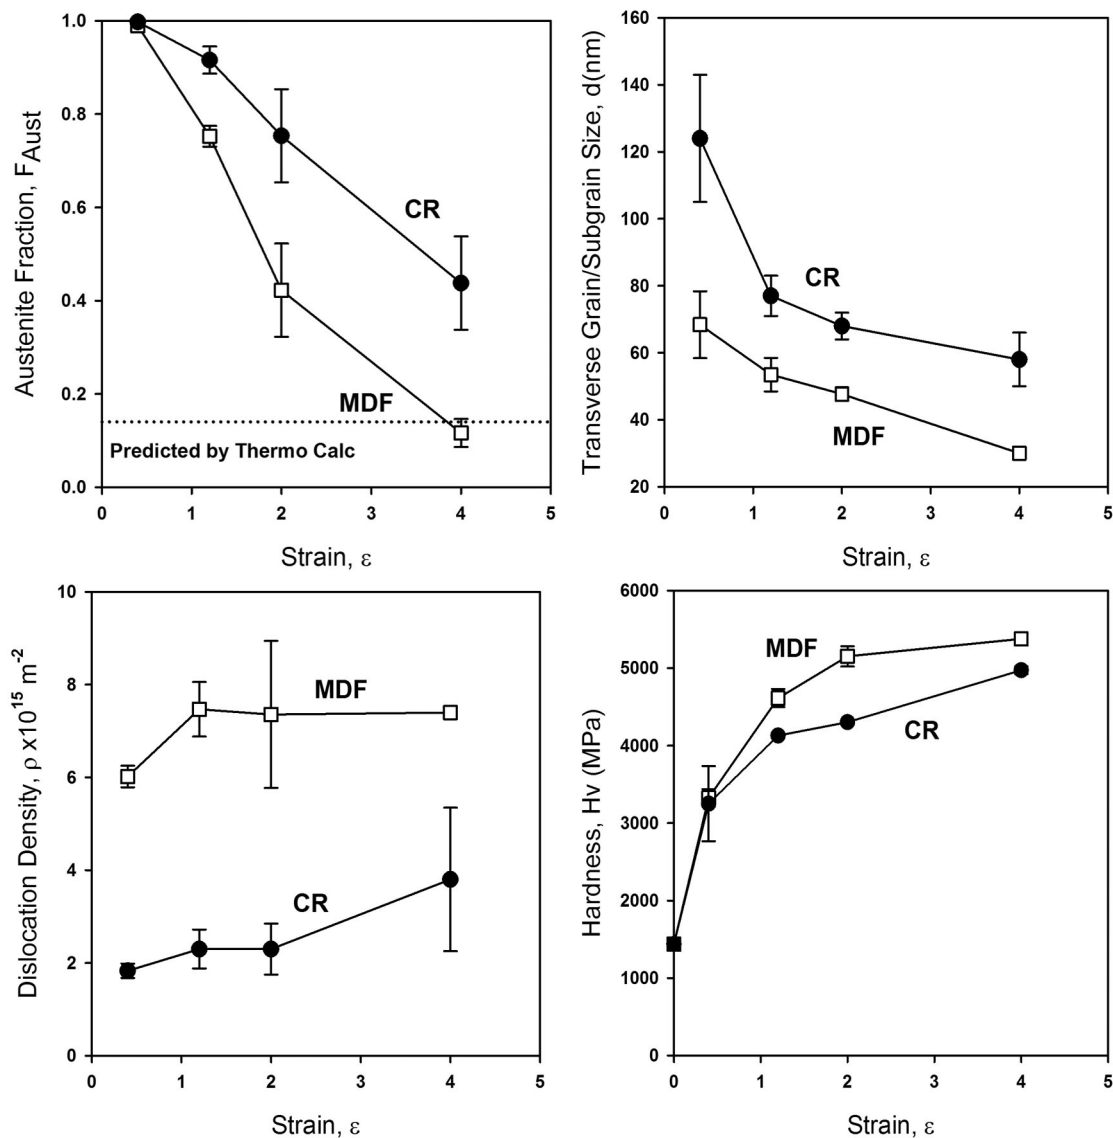 1.0
0.8
0.6
0.4
0.2
0.0
Austenite Fraction, F_Aust
CR
MDF
Predicted by Thermo Calc
0 1 2 3 4 5
Strain, ε
160
140
120
100
80
60
40
20
Transverse Grain/Subgrain Size, d(nm)
CR
MDF
0 1 2 3 4 5
Strain, ε
10
8
6
4
2
0
Dislocation Density, ρ x10¹⁵ m⁻²
MDF
CR
0 1 2 3 4 5
Strain, ε
6000
5000
4000
3000
2000
1000
0
Hardness, Hv (MPa)
MDF
CR
0 1 2 3 4 5
Strain, ε